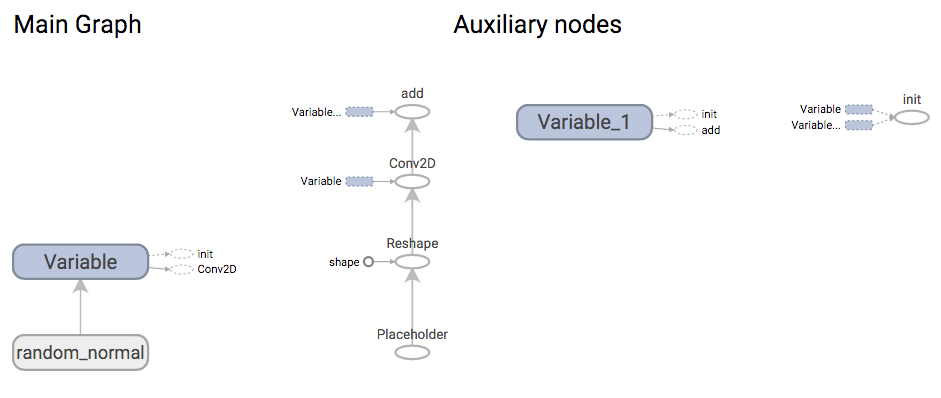 Main Graph
Auxiliary nodes
add
Variable...
Conv2D
Variable
Reshape
shape
Placeholder
Variable
init
Conv2D
random_normal
Variable_1
init
add
init
Variable
Variable...